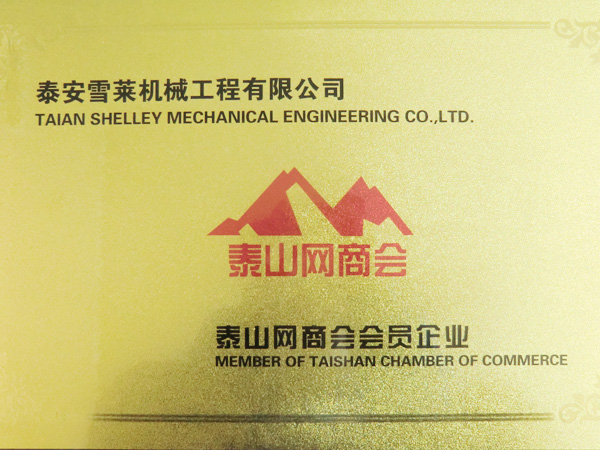 泰安雪莱机械工程有限公司
TAIAN SHELLEY MECHANICAL ENGINEERING CO.,LTD.
泰山网商会
泰山网商会会员企业
MEMBER OF TAISHAN CHAMBER OF COMMERCE